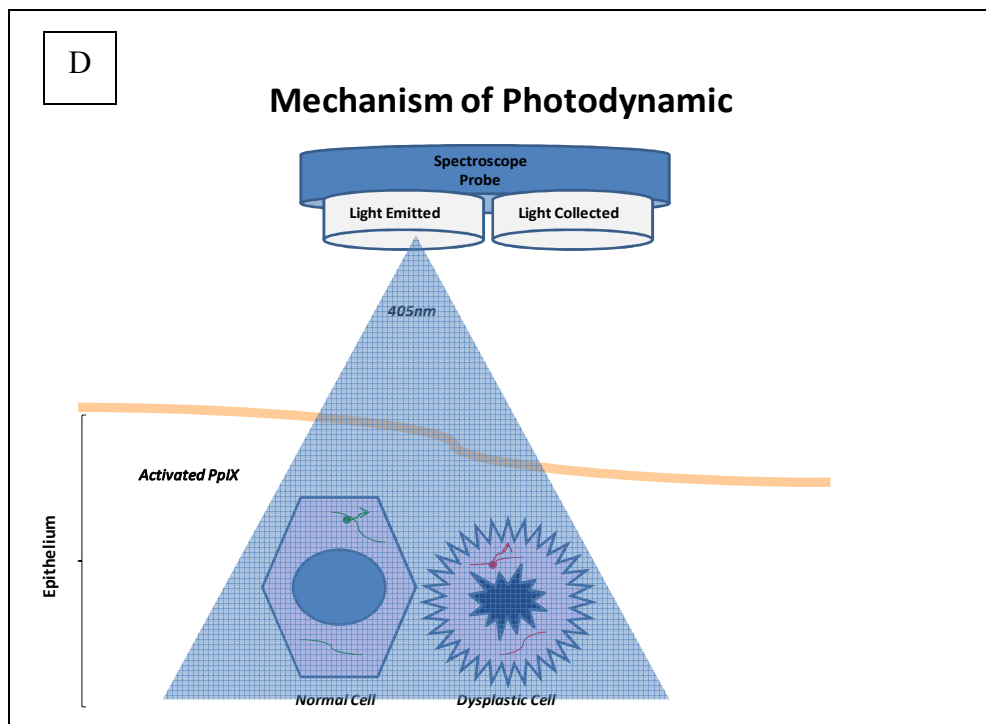 D
Mechanism of Photodynamic
Spectroscope
Probe
Light Emitted
Light Collected
405nm
Activated PpIX
Epithelium
Normal Cell
Dysplastic Cell